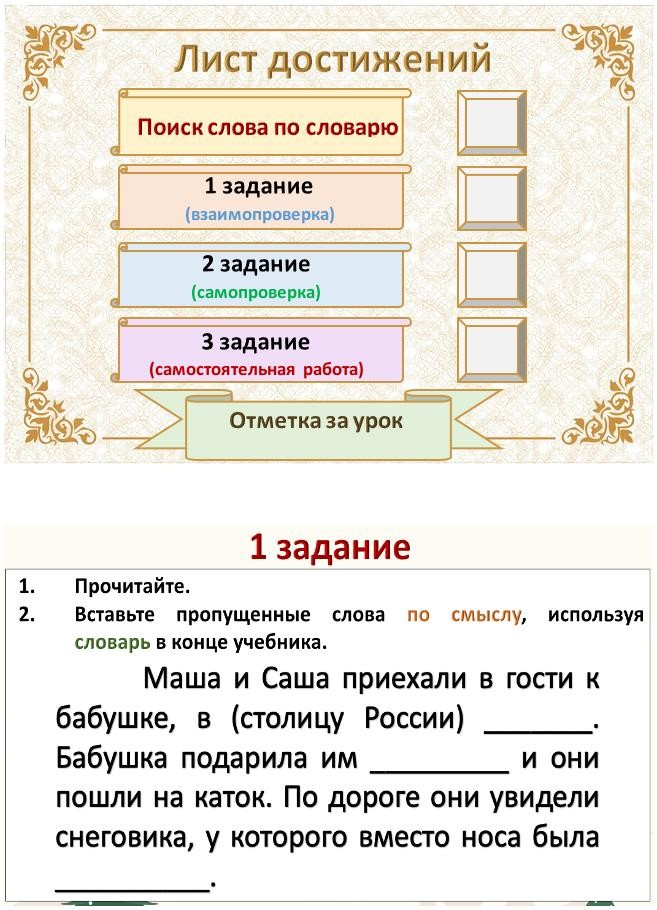 Лист достижений
Поиск слова по словарю
1 задание
(взаимопроверка)
2 задание
(самопроверка)
3 задание
(самостоятельная работа)
Отметка за урок
1 задание
1. Прочитайте.
2. Вставьте пропущенные слова по смыслу, используя
словарь в конце учебника.
Маша и Саша приехали в гости к
бабушке, в (столицу России) _______.
Бабушка подарила им _________ и они
пошли на каток. По дороге они увидели
снеговика, у которого вместо носа была
__________.